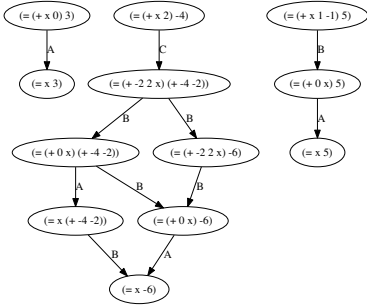 (= (+ x 0) 3)
(= (+ x 2) -4)
(= (+ x 1 -1) 5)
A
C
B
(= x 3)
(= (+ -2 2 x) (+ -4 -2))
(= (+ 0 x) 5)
B
B
A
(= (+ 0 x) (+ -4 -2))
(= (+ -2 2 x) -6)
(= x 5)
A
B
B
(= x (+ -4 -2))
(= (+ 0 x) -6)
B
A
(= x -6)